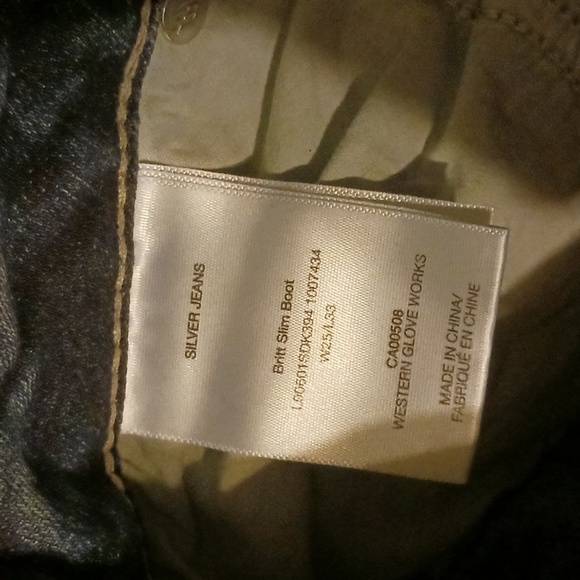 SILVER JEANS
Britt Slim Boot
L90601SDK394 1007434
W25/L33
CA00508
WESTERN GLOVE WORKS
MADE IN CHINA/
FABRIQUÉ EN CHINE